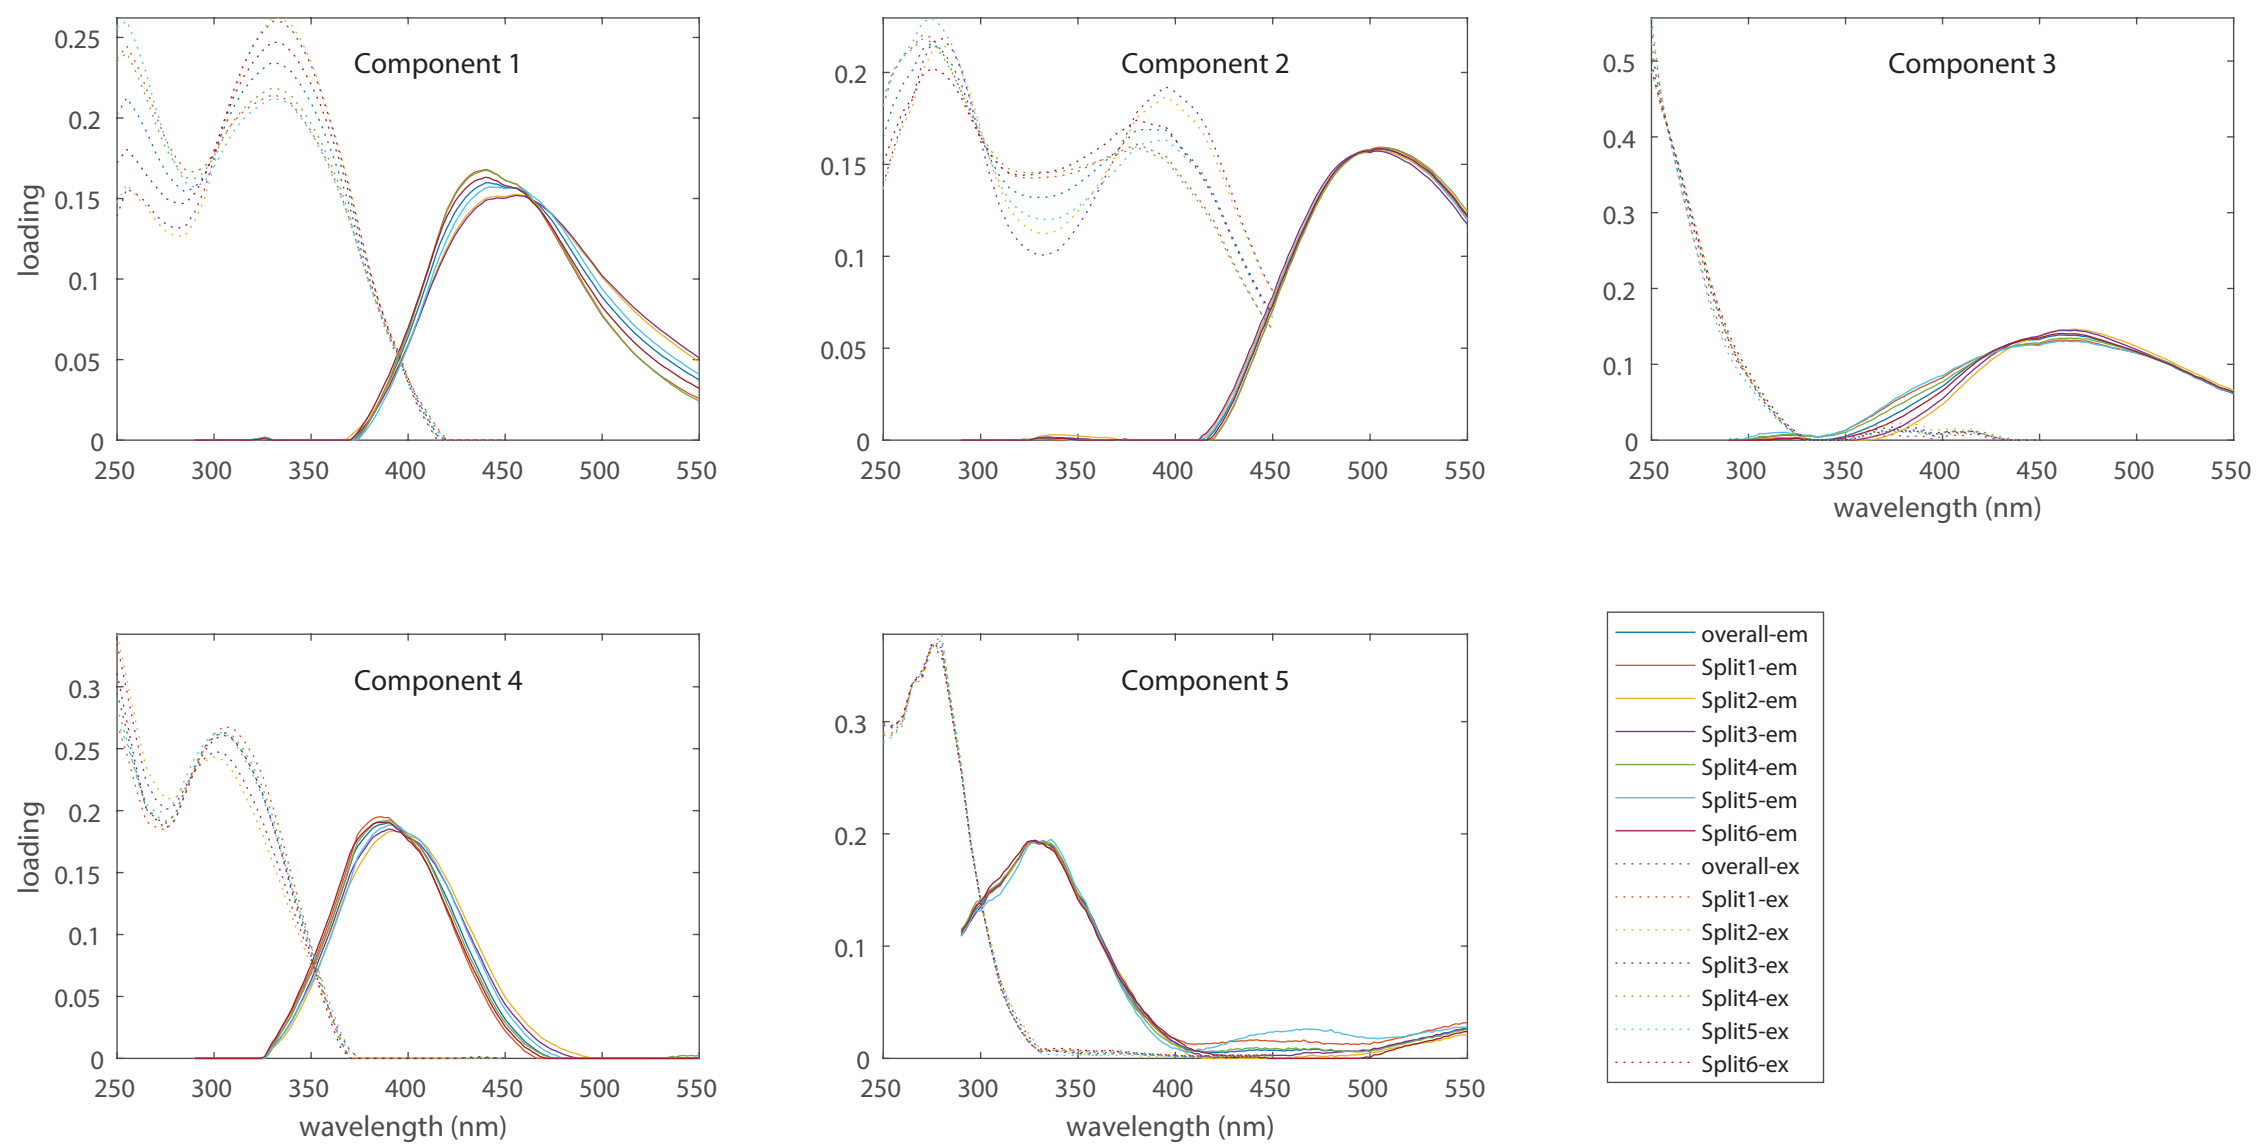 Component 1
loading
0.25
0.2
0.15
0.1
0.05
0
250 300 350 400 450 500 550
Component 2
0.2
0.15
0.1
0.05
0
250 300 350 400 450 500 550
Component 3
0.5
0.4
0.3
0.2
0.1
0
250 300 350 400 450 500 550
wavelength (nm)
Component 4
loading
0.3
0.25
0.2
0.15
0.1
0.05
0
250 300 350 400 450 500 550
wavelength (nm)
Component 5
0.3
0.2
0.1
0
250 300 350 400 450 500 550
wavelength (nm)
overall-em
Split1-em
Split2-em
Split3-em
Split4-em
Split5-em
Split6-em
overall-ex
Split1-ex
Split2-ex
Split3-ex
Split4-ex
Split5-ex
Split6-ex